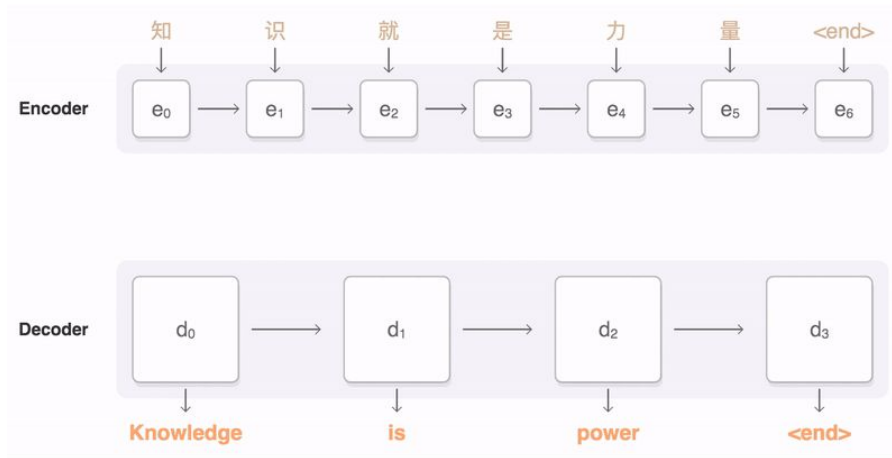 知 识 就 是 力 量 <end>
Encoder e₀ e₁ e₂ e₃ e₄ e₅ e₆
Decoder d₀ d₁ d₂ d₃
Knowledge is power <end>